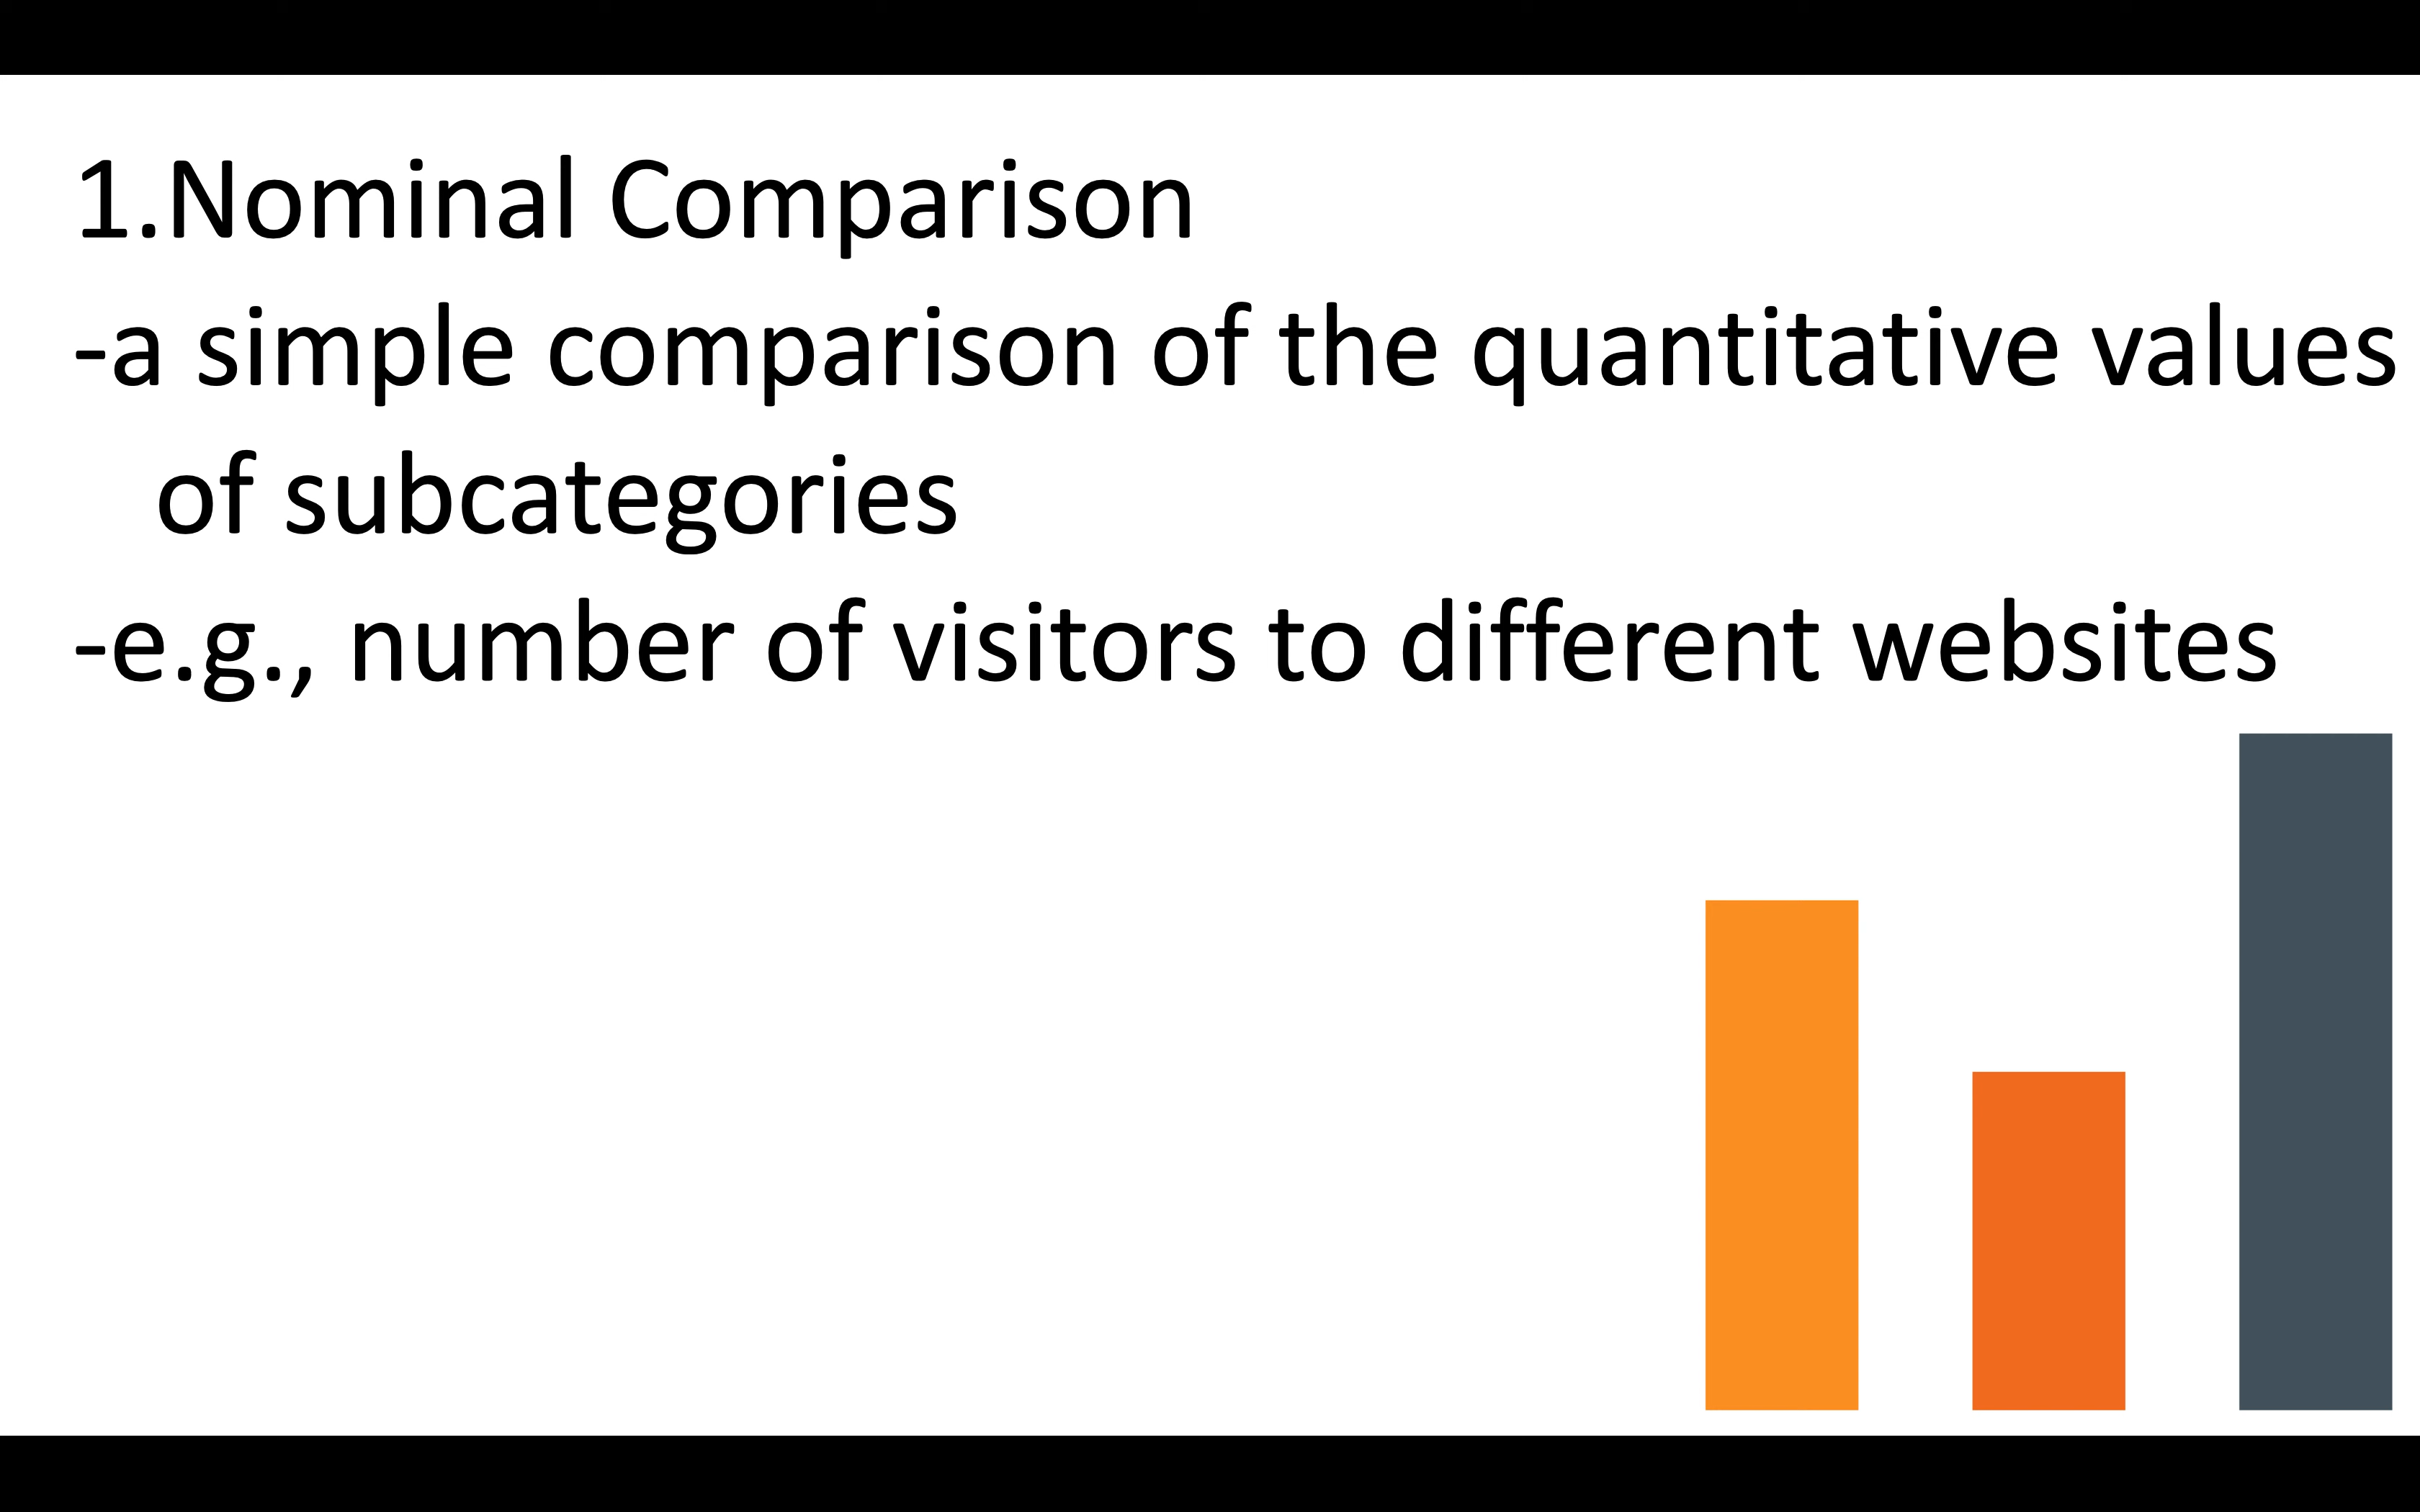 1.Nominal Comparison
-a simple comparison of the quantitative values
of subcategories
-e.g., number of visitors to different websites